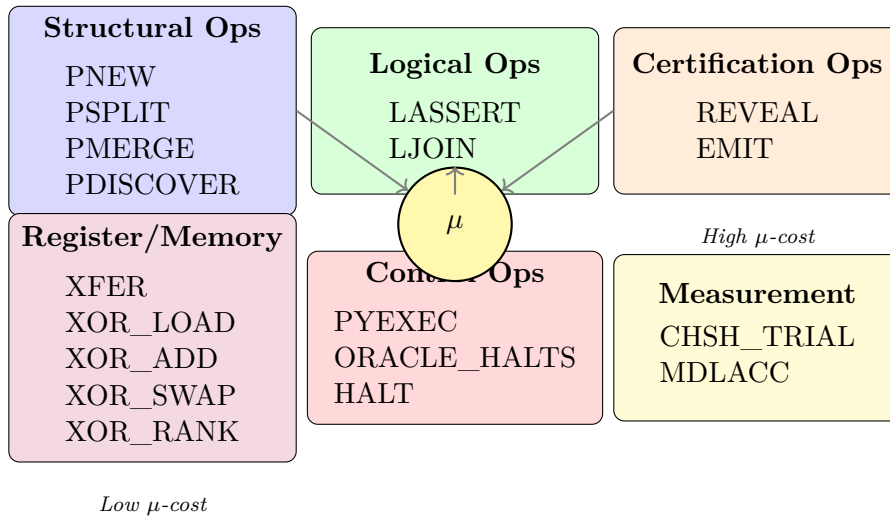 Structural Ops
PNEW
PSPLIT
PMERGE
PDISCOVER
Logical Ops
LASSERT
LJOIN
Certification Ops
REVEAL
EMIT
μ
High μ-cost
Register/Memory
XFER
XOR_LOAD
XOR_ADD
XOR_SWAP
XOR_RANK
Ops
PYEXEC
ORACLE_HALTS
HALT
Measurement
CHSH_TRIAL
MDLACC
Low μ-cost